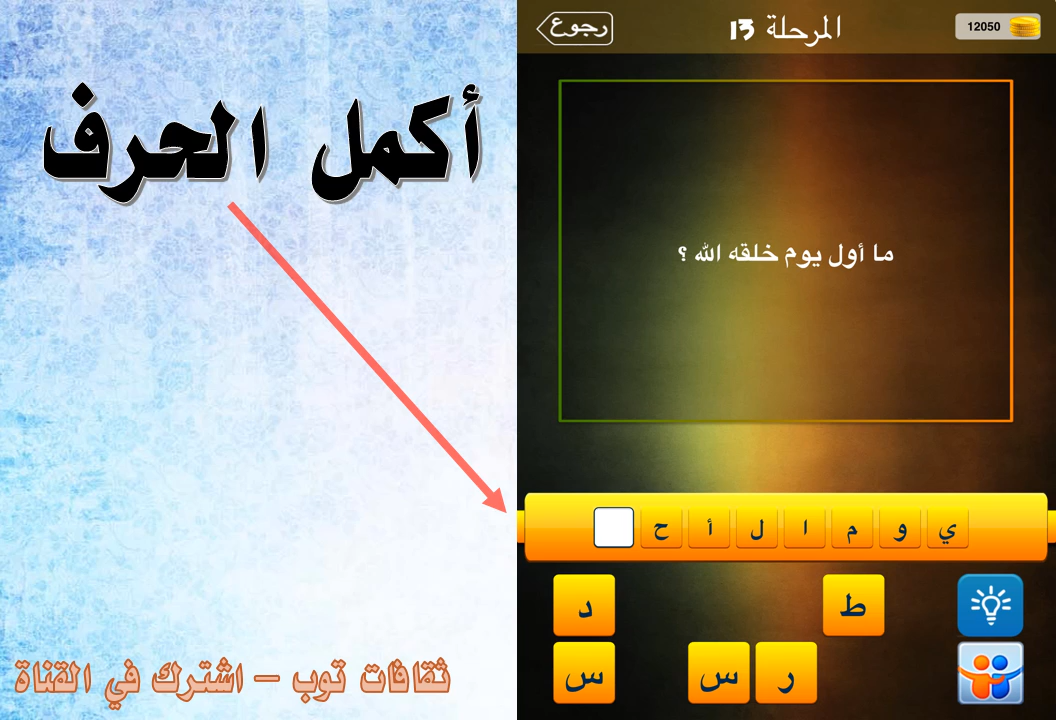 أكمل الحرف
ثقافات توب – اشترك في القناة
رجوع
المرحلة 13
12050
ما أول يوم خلقه الله ؟
ي و م ا ل أ ح
ط د
ر س س